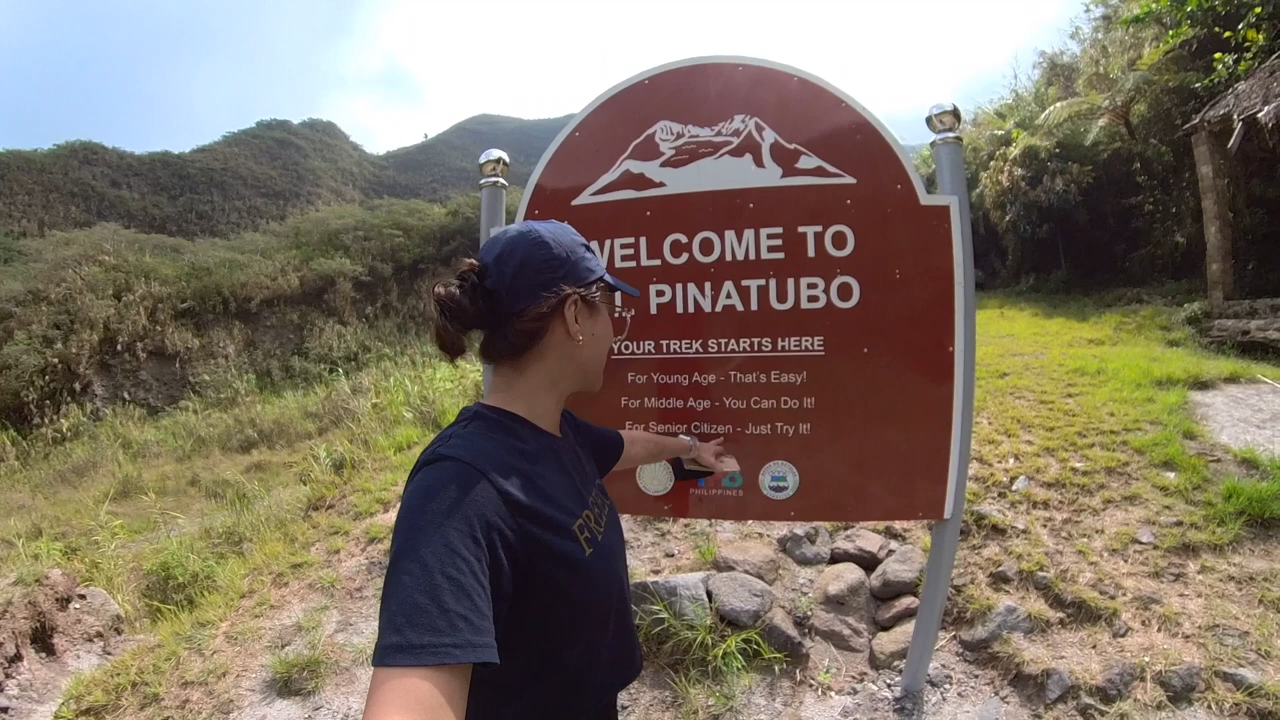 WELCOME TO
PINATUBO
YOUR TREK STARTS HERE
For Young Age - That's Easy!
For Middle Age - You Can Do It!
For Senior Citizen - Just Try It!
PHILIPPINES